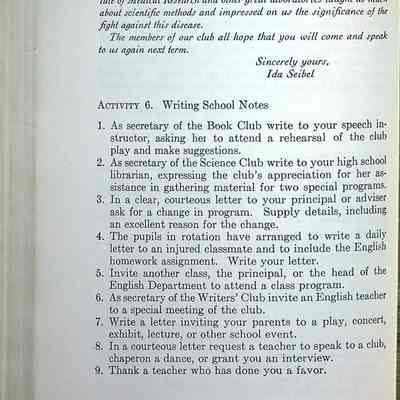 tute of Medical Research and other great laboratories taught us much
about scientific methods and impressed on us the significance of the
fight against this disease.
The members of our club all hope that you will come and speak
to us again next term.
Sincerely yours,
Ida Seibel
ACTIVITY 6. Writing School Notes
1. As secretary of the Book Club write to your speech in-
structor, asking her to attend a rehearsal of the club
play and make suggestions.
2. As secretary of the Science Club write to your high school
librarian, expressing the club's appreciation for her as-
sistance in gathering material for two special programs.
3. In a clear, courteous letter to your principal or adviser
ask for a change in program. Supply details, including
an excellent reason for the change.
4. The pupils in rotation have arranged to write a daily
letter to an injured classmate and to include the English
homework assignment. Write your letter.
5. Invite another class, the principal, or the head of the
English Department to attend a class program.
6. As secretary of the Writers' Club invite an English teacher
to a special meeting of the club.
7. Write a letter inviting your parents to a play, concert,
exhibit, lecture, or other school event.
8. In a courteous letter request a teacher to speak to a club,
chaperon a dance, or grant you an interview.
9. Thank a teacher who has done you a favor.